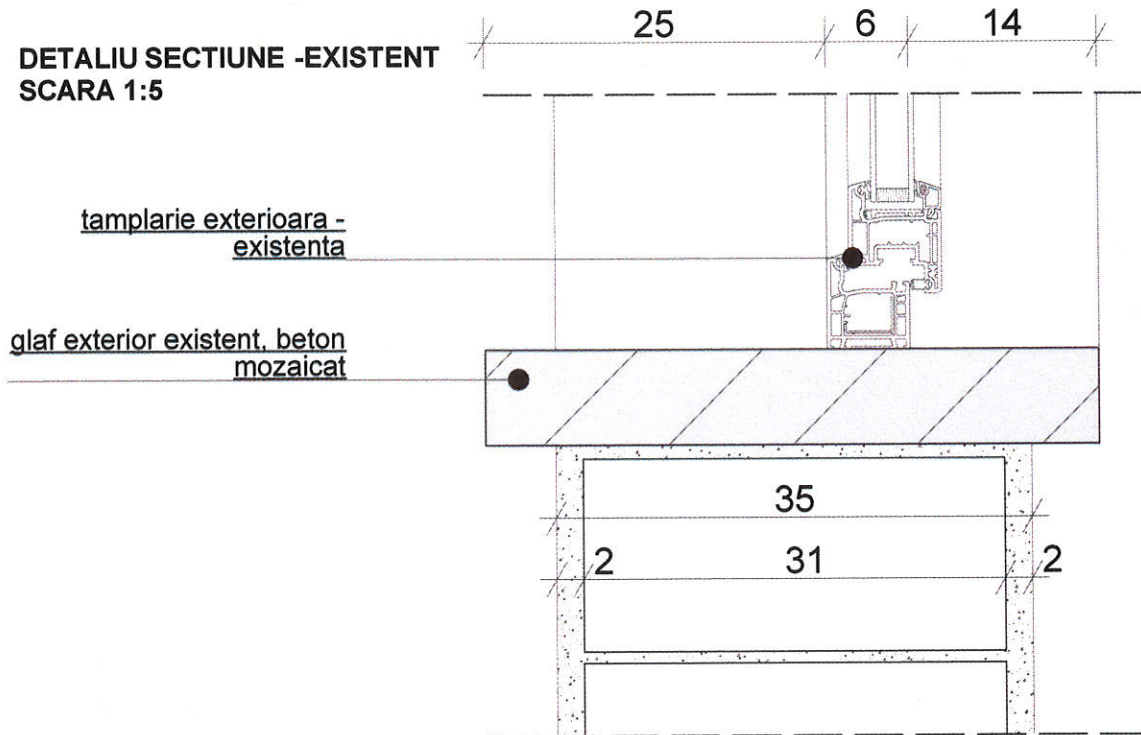 25 6 14
DETALIU SECTIUNE -EXISTENT
SCARA 1:5
tamplarie exterioara -
existenta
glaf exterior existent, beton
mozaicat
35
2 31 2